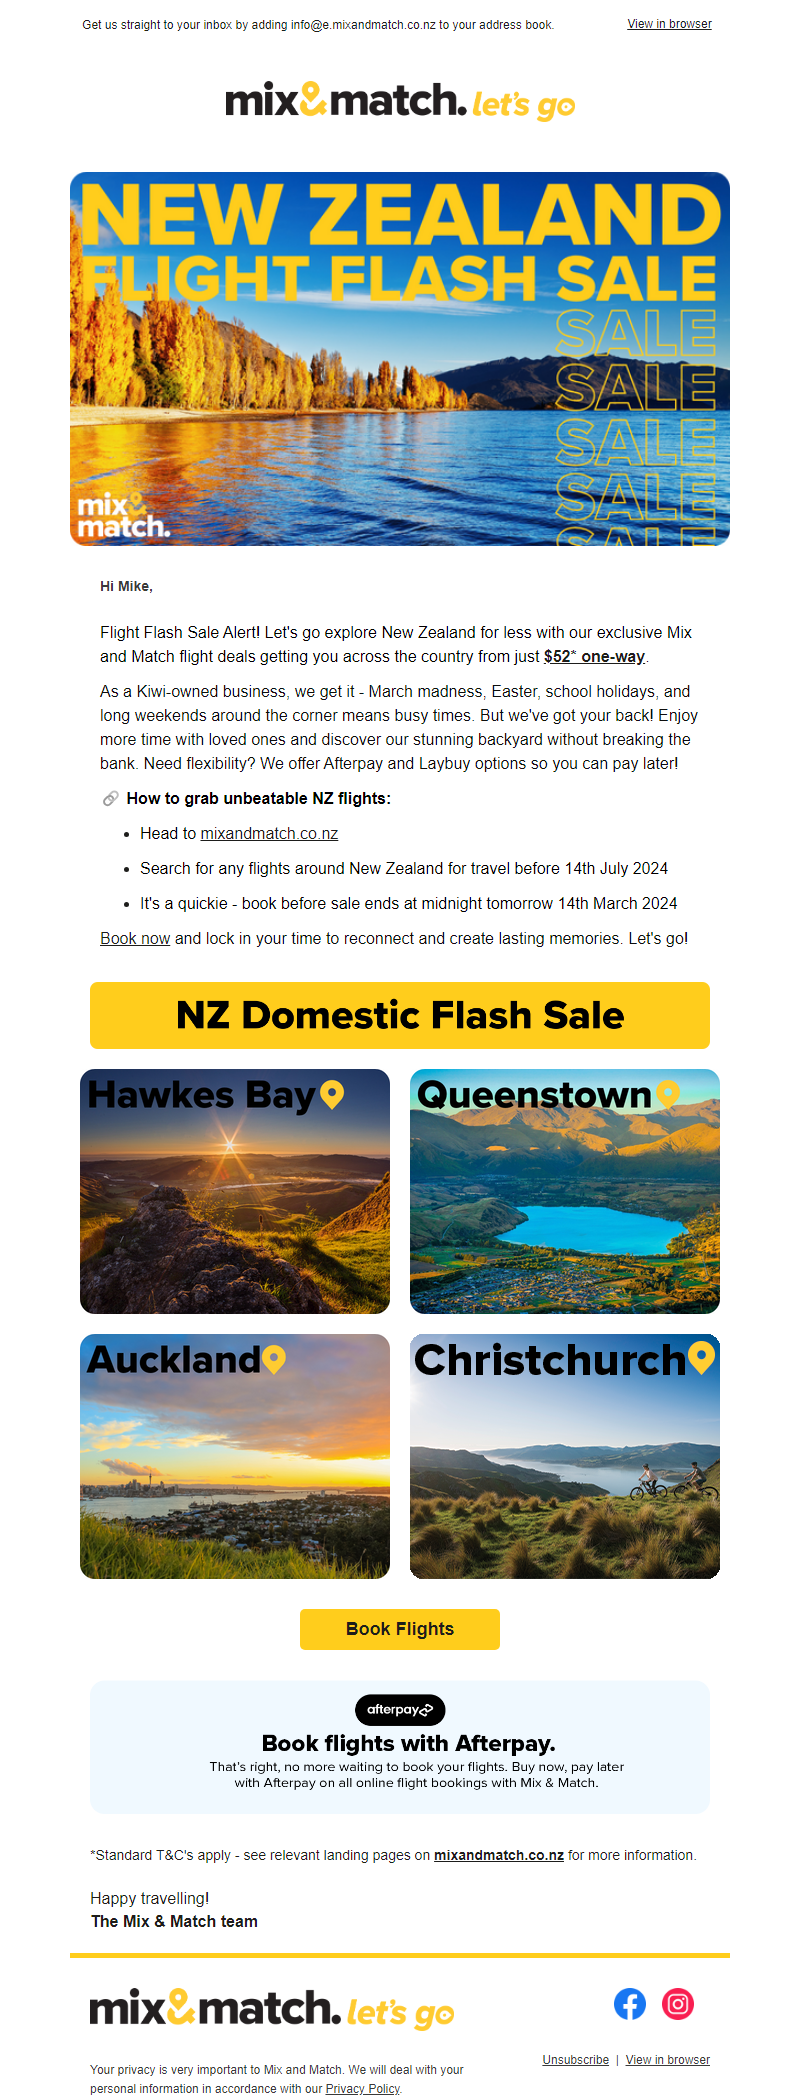 Get us straight to your inbox by adding info@e.mixandmatch.co.nz to your address book.
View in browser
mix&match. let's go
NEW ZEALAND
FLIGHT FLASH SALE
SALE
SALE
SALE
SALE
SALE
mix&
match.
Hi Mike,
Flight Flash Sale Alert! Let's go explore New Zealand for less with our exclusive Mix
and Match flight deals getting you across the country from just $52* one-way.
As a Kiwi-owned business, we get it - March madness, Easter, school holidays, and
long weekends around the corner means busy times. But we've got your back! Enjoy
more time with loved ones and discover our stunning backyard without breaking the
bank. Need flexibility? We offer Afterpay and Laybuy options so you can pay later!
How to grab unbeatable NZ flights:
• Head to mixandmatch.co.nz
• Search for any flights around New Zealand for travel before 14th July 2024
• It's a quickie - book before sale ends at midnight tomorrow 14th March 2024
Book now and lock in your time to reconnect and create lasting memories. Let's go!
NZ Domestic Flash Sale
Hawkes Bay
Queenstown
Auckland
Christchurch
Book Flights
afterpay
Book flights with Afterpay.
That's right, no more waiting to book your flights. Buy now, pay later
with Afterpay on all online flight bookings with Mix & Match.
*Standard T&C's apply - see relevant landing pages on mixandmatch.co.nz for more information.
Happy travelling!
The Mix & Match team
mix&match. let's go
Unsubscribe | View in browser
Your privacy is very important to Mix and Match. We will deal with your
personal information in accordance with our Privacy Policy.